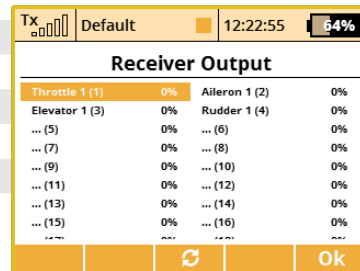 Tx Default 12:22:55 64%
Receiver Output
Throttle 1 (1) 0% Aileron 1 (2) 0%
Elevator 1 (3) 0% Rudder 1 (4) 0%
... (5) 0% ... (6) 0%
... (7) 0% ... (8) 0%
... (9) 0% ... (10) 0%
... (11) 0% ... (12) 0%
... (13) 0% ... (14) 0%
... (15) 0% ... (16) 0%
Ok